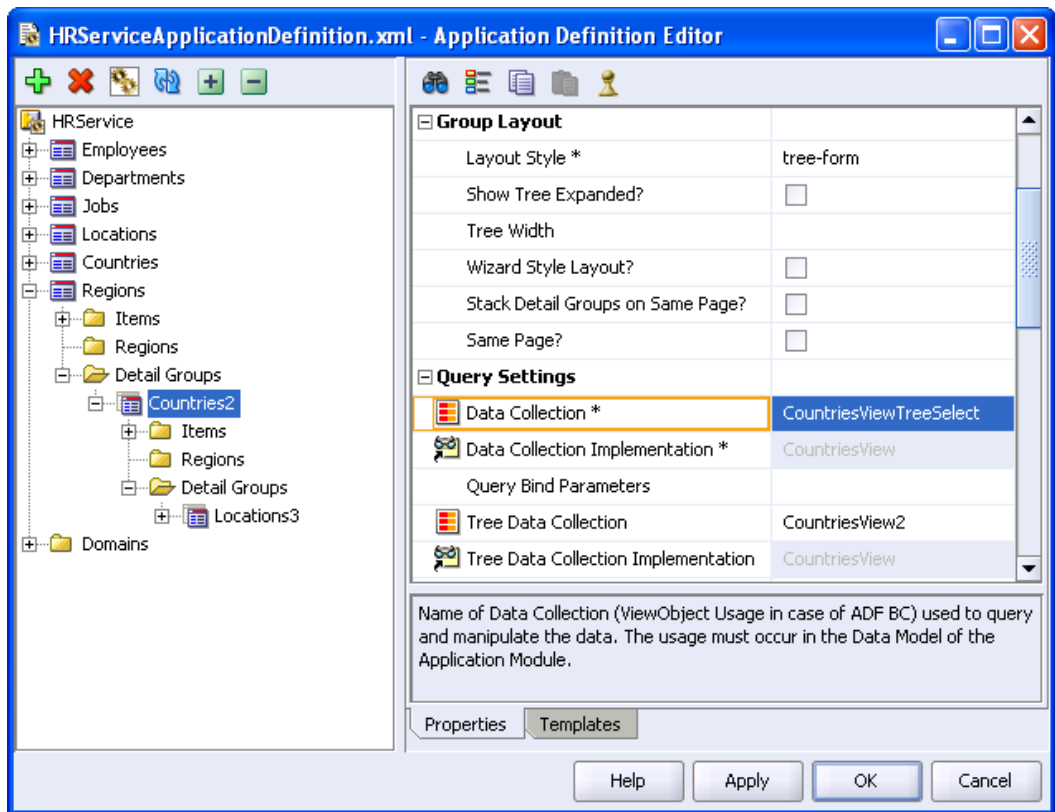 HRServiceApplicationDefinition.xml - Application Definition Editor
HRService
Employees
Departments
Jobs
Locations
Countries
Regions
Items
Regions
Detail Groups
Countries2
Items
Regions
Detail Groups
Locations3
Domains
Group Layout
Layout Style * tree-form
Show Tree Expanded?
Tree Width
Wizard Style Layout?
Stack Detail Groups on Same Page?
Same Page?
Query Settings
Data Collection * CountriesViewTreeSelect
Data Collection Implementation * CountriesView
Query Bind Parameters
Tree Data Collection CountriesView2
Tree Data Collection Implementation CountriesView
Name of Data Collection (ViewObject Usage in case of ADF BC) used to query
and manipulate the data. The usage must occur in the Data Model of the
Application Module.
Properties Templates
Help Apply OK Cancel